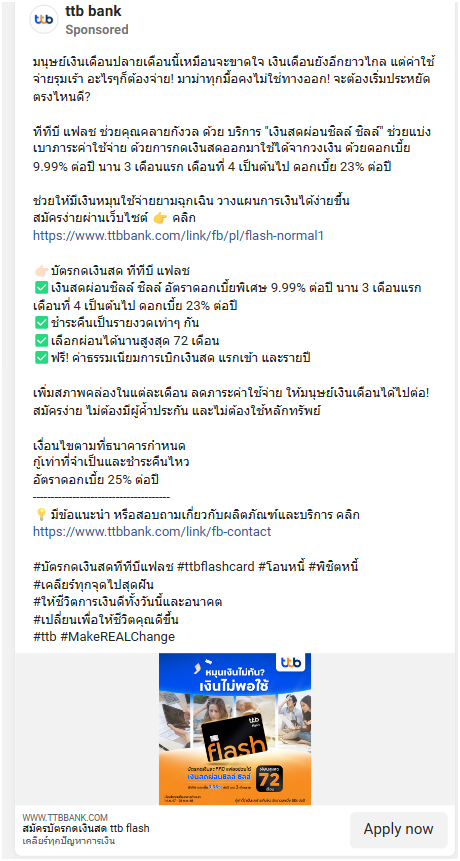 ttb bank
Sponsored
มนุษย์เงินเดือนปลายเดือนนี้เหมือนจะขาดใจ เงินเดือนยังอีกยาวไกล แต่ค่าใช้
จ่ายรุมเร้า อะไรๆก็ต้องจ่าย! มาม่าทุกมื้อคงไม่ใช่ทางออก! จะต้องเริ่มประหยัด
ตรงไหนดี?
ทีทีบี แฟลช ช่วยคุณคลายกังวล ด้วย บริการ "เงินสดผ่อนชิลล์ ชิลล์" ช่วยแบ่ง
เบาภาระค่าใช้จ่าย ด้วยการกดเงินสดออกมาใช้ได้จากวงเงิน ด้วยดอกเบี้ย
9.99% ต่อปี นาน 3 เดือนแรก เดือนที่ 4 เป็นต้นไป ดอกเบี้ย 23% ต่อปี
ช่วยให้มีเงินหมุนใช้จ่ายยามฉุกเฉิน วางแผนการเงินได้ง่ายขึ้น
สมัครง่ายผ่านเว็บไซต์ 👉 คลิก
https://www.ttbbank.com/link/fb/pl/flash-normal1
👉🏻บัตรกดเงินสด ทีทีบี แฟลช
✅ เงินสดผ่อนชิลล์ ชิลล์ อัตราดอกเบี้ยพิเศษ 9.99% ต่อปี นาน 3 เดือนแรก
เดือนที่ 4 เป็นต้นไป ดอกเบี้ย 23% ต่อปี
✅ ชำระคืนเป็นรายงวดเท่าๆ กัน
✅ เลือกผ่อนได้นานสูงสุด 72 เดือน
✅ ฟรี! ค่าธรรมเนียมการเบิกเงินสด แรกเข้า และรายปี
เพิ่มสภาพคล่องในแต่ละเดือน ลดภาระค่าใช้จ่าย ให้มนุษย์เงินเดือนได้ไปต่อ!
สมัครง่าย ไม่ต้องมีผู้ค้ำประกัน และไม่ต้องใช้หลักทรัพย์
เงื่อนไขตามที่ธนาคารกำหนด
กู้เท่าที่จำเป็นและชำระคืนไหว
อัตราดอกเบี้ย 25% ต่อปี
--------------------------------------
💡มีข้อแนะนำ หรือสอบถามเกี่ยวกับผลิตภัณฑ์และบริการ คลิก
https://www.ttbbank.com/link/fb-contact
#บัตรกดเงินสดทีทีบีแฟลช #ttbflashcard #โอนหนี้ #พิชิตหนี้
#เคลียร์ทุกจุดไปสุดฝัน
#ให้ชีวิตการเงินดีทั้งวันนี้และอนาคต
#เปลี่ยนเพื่อให้ชีวิตคุณดีขึ้น
#ttb #MakeREALChange
ttb
หมุนเงินไม่ทัน?
เงินไม่พอใช้
ttb
flash
flash
เงินสดผ่อนชิลล์ ชิลล์
72
เดือน
WWW.TTBBANK.COM
สมัครบัตรกดเงินสด ttb flash
เคลียร์ทุกปัญหาการเงิน
Apply now